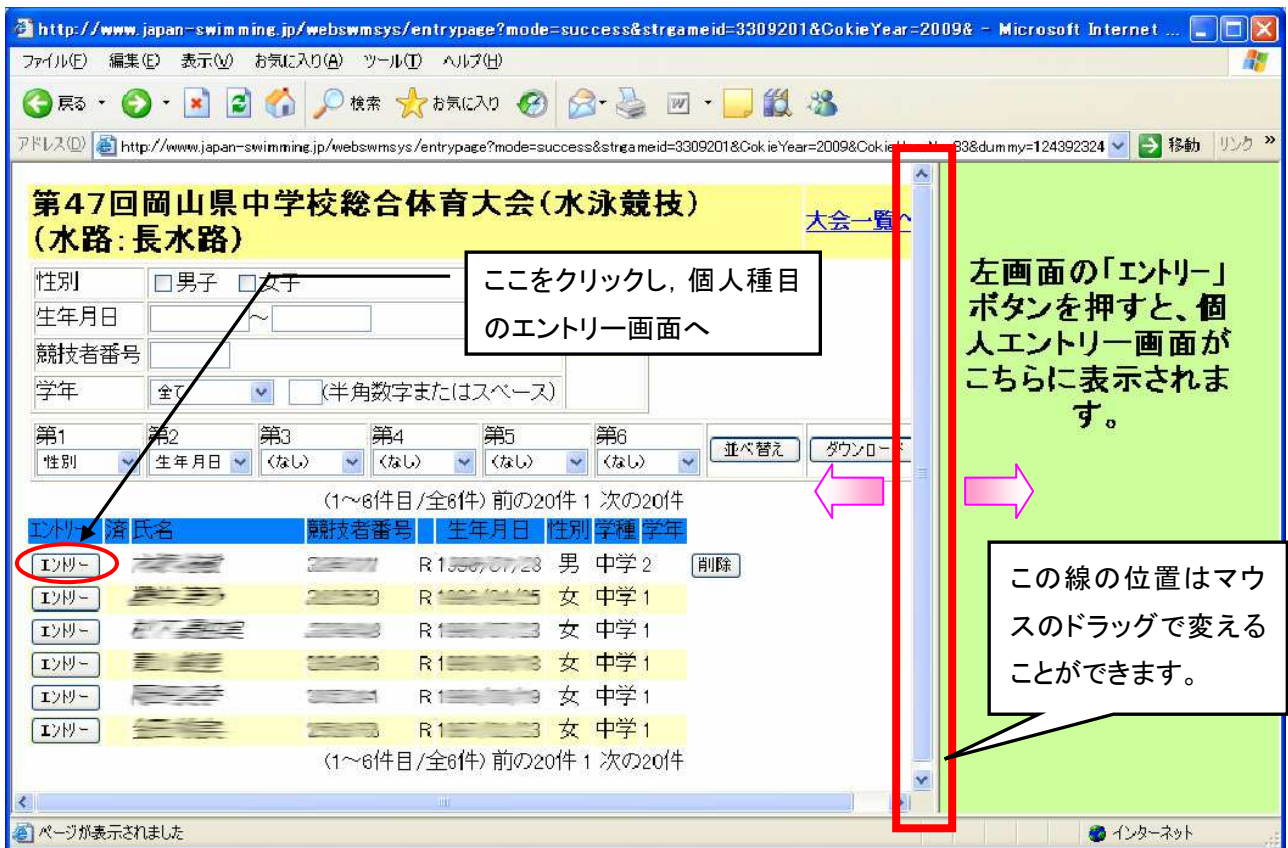 http://www.japan-swimming.jp/webswmsys/entrypage?mode=success&strgameid=3309201&CokieYear=2009& - Microsoft Internet ...
ファイル(F) 編集(E) 表示(V) お気に入り(A) ツール(T) ヘルプ(H)
戻る 検索 お気に入り
アドレス(D) http://www.japan-swimming.jp/webswmsys/entrypage?mode=success&strgameid=3309201&CokieYear=2009&Cokie 83&dummy=124392324 移動 リンク »
第47回岡山県中学校総合体育大会(水泳競技)
(水路:長水路)
大会一覧へ
性別 男子 女子
生年月日 ~
競技者番号
学年 全て (半角数字またはスペース)
ここをクリックし,個人種目
のエントリー画面へ
第1 第2 第3 第4 第5 第6
性別 生年月日 (なし) (なし) (なし) (なし) 並べ替え ダウンロード
(1~6件目/全6件) 前の20件 1 次の20件
エントリー 済 氏名 競技者番号 生年月日 性別 学種 学年
エントリー R 男 中学 2 削除
エントリー R 女 中学 1
エントリー R 女 中学 1
エントリー R 女 中学 1
エントリー R 女 中学 1
エントリー R 女 中学 1
(1~6件目/全6件) 前の20件 1 次の20件
左画面の「エントリー」
ボタンを押すと、個
人エントリー画面が
こちらに表示されま
す。
この線の位置はマウ
スのドラッグで変える
ことができます。
ページが表示されました インターネット